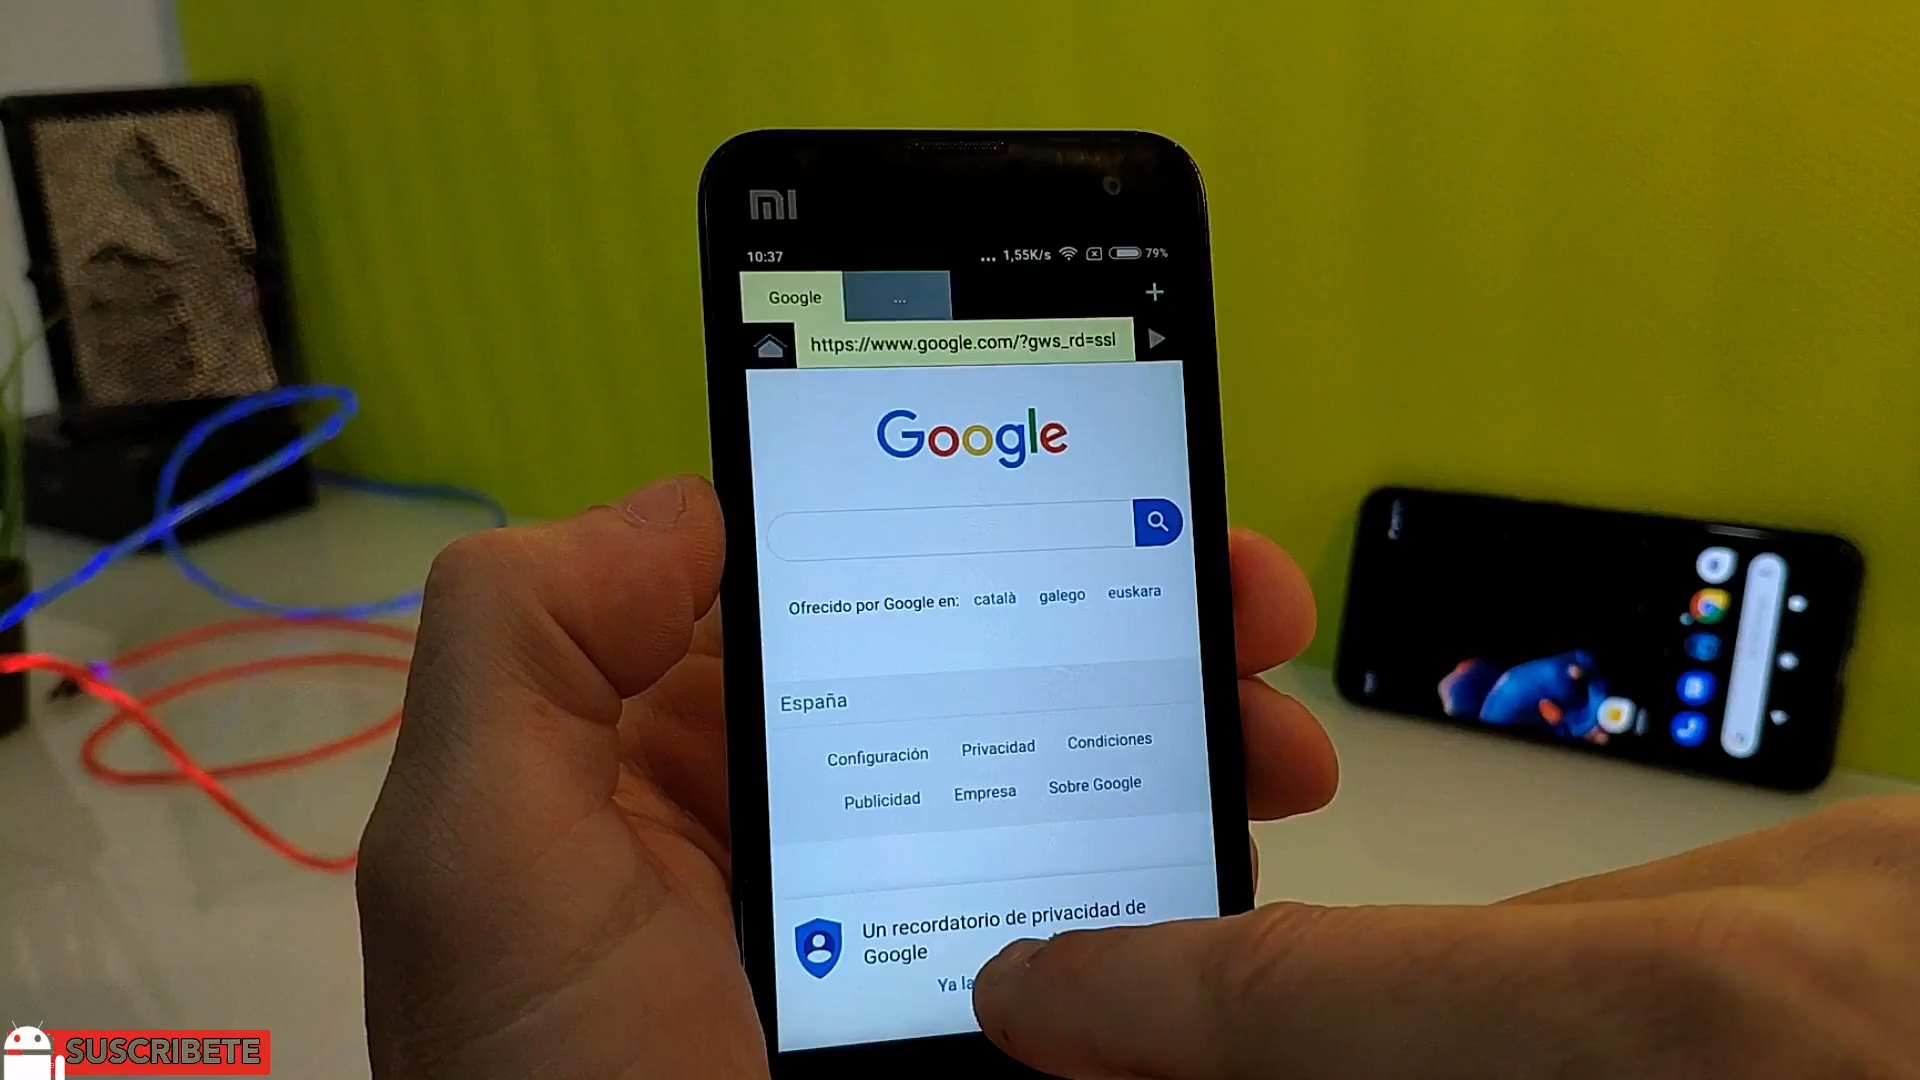 MI
10:37
... 1,55K/s 79%
Google ... +
https://www.google.com/?gws_rd=ssl
Google
Ofrecido por Google en: català galego euskara
España
Configuración Privacidad Condiciones
Publicidad Empresa Sobre Google
Un recordatorio de privacidad de
Google
Ya la
SUSCRIBETE